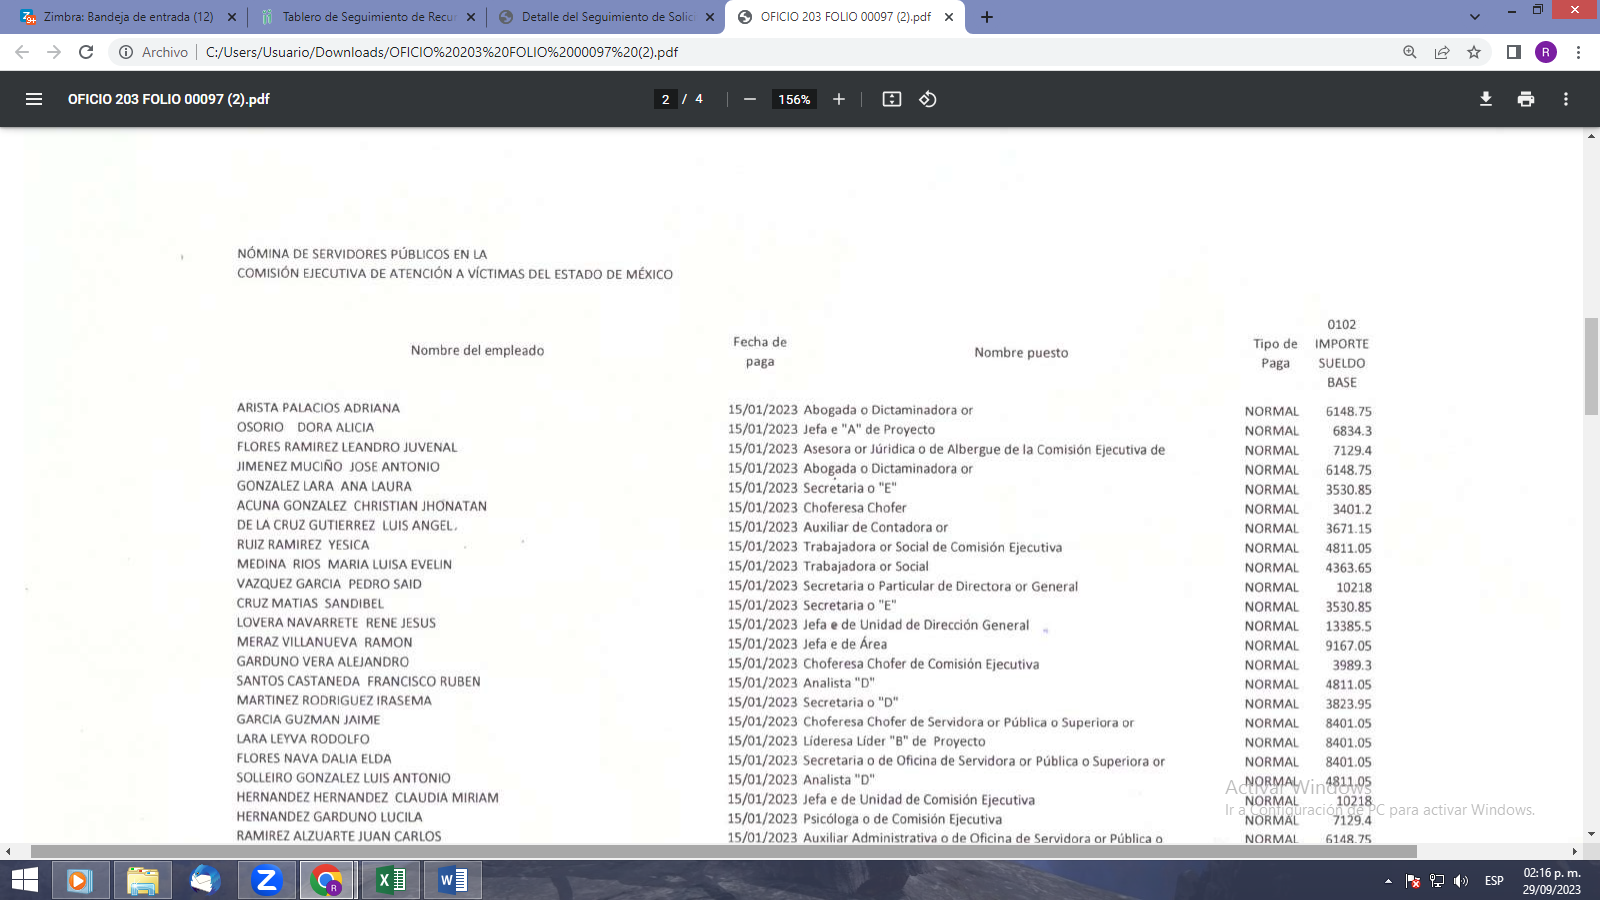 Zimbra: Bandeja de entrada (12)
Tablero de Seguimiento de Recur
Detalle del Seguimiento de Solic
OFICIO 203 FOLIO 00097 (2).pdf
Archivo
C:/Users/Usuario/Downloads/OFICIO%20203%20FOLIO%2000097%20(2).pdf
R
OFICIO 203 FOLIO 00097 (2).pdf
2 / 4
156%
NÓMINA DE SERVIDORES PÚBLICOS EN LA
COMISIÓN EJECUTIVA DE ATENCIÓN A VÍCTIMAS DEL ESTADO DE MÉXICO
Nombre del empleado
Fecha de
paga
Nombre puesto
Tipo de
Paga
0102
IMPORTE
SUELDO
BASE
ARISTA PALACIOS ADRIANA 15/01/2023 Abogada o Dictaminadora or NORMAL 6148.75
OSORIO DORA ALICIA 15/01/2023 Jefa e "A" de Proyecto NORMAL 6834.3
FLORES RAMIREZ LEANDRO JUVENAL 15/01/2023 Asesora or Júridica o de Albergue de la Comisión Ejecutiva de NORMAL 7129.4
JIMENEZ MUCIÑO JOSE ANTONIO 15/01/2023 Abogada o Dictaminadora or NORMAL 6148.75
GONZALEZ LARA ANA LAURA 15/01/2023 Secretaria o "E" NORMAL 3530.85
ACUNA GONZALEZ CHRISTIAN JHONATAN 15/01/2023 Choferesa Chofer NORMAL 3401.2
DE LA CRUZ GUTIERREZ LUIS ANGEL 15/01/2023 Auxiliar de Contadora or NORMAL 3671.15
RUIZ RAMIREZ YESICA 15/01/2023 Trabajadora or Social de Comisión Ejecutiva NORMAL 4811.05
MEDINA RIOS MARIA LUISA EVELIN 15/01/2023 Trabajadora or Social NORMAL 4363.65
VAZQUEZ GARCIA PEDRO SAID 15/01/2023 Secretaria o Particular de Directora or General NORMAL 10218
CRUZ MATIAS SANDIBEL 15/01/2023 Secretaria o "E" NORMAL 3530.85
LOVERA NAVARRETE RENE JESUS 15/01/2023 Jefa e de Unidad de Dirección General NORMAL 13385.5
MERAZ VILLANUEVA RAMON 15/01/2023 Jefa e de Área NORMAL 9167.05
GARDUNO VERA ALEJANDRO 15/01/2023 Choferesa Chofer de Comisión Ejecutiva NORMAL 3989.3
SANTOS CASTANEDA FRANCISCO RUBEN 15/01/2023 Analista "D" NORMAL 4811.05
MARTINEZ RODRIGUEZ IRASEMA 15/01/2023 Secretaria o "D" NORMAL 3823.95
GARCIA GUZMAN JAIME 15/01/2023 Choferesa Chofer de Servidora or Pública o Superiora or NORMAL 8401.05
LARA LEYVA RODOLFO 15/01/2023 Líderesa Líder "B" de Proyecto NORMAL 8401.05
FLORES NAVA DALIA ELDA 15/01/2023 Secretaria o de Oficina de Servidora or Pública o Superiora or NORMAL 8401.05
SOLLEIRO GONZALEZ LUIS ANTONIO 15/01/2023 Analista "D" NORMAL 4811.05
HERNANDEZ HERNANDEZ CLAUDIA MIRIAM 15/01/2023 Jefa e de Unidad de Comisión Ejecutiva NORMAL 10218
HERNANDEZ GARDUNO LUCILA 15/01/2023 Psicóloga o de Comisión Ejecutiva NORMAL 7129.4
RAMIREZ ALZUARTE JUAN CARLOS 15/01/2023 Auxiliar Administrativa o de Oficina de Servidora or Pública o NORMAL 6148.75
Activar Windows
Ir a Configuración de PC para activar Windows.
ESP
02:16 p. m.
29/09/2023